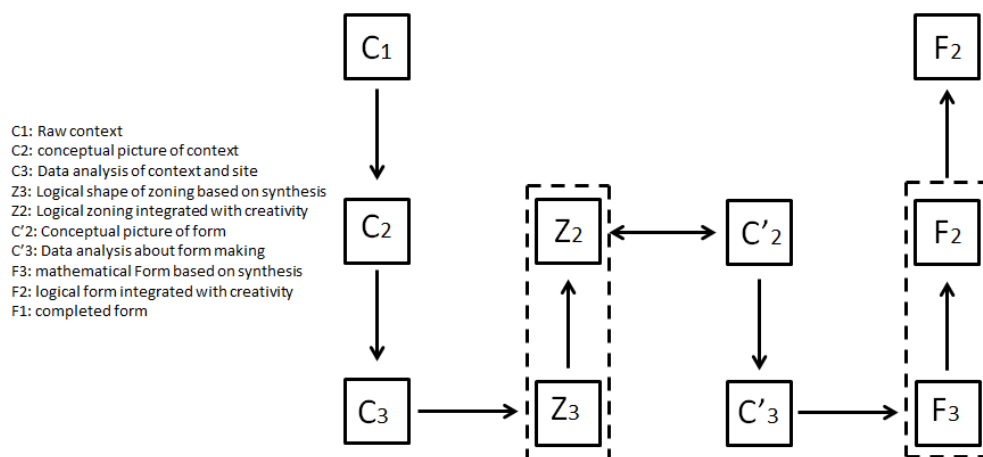 C1
F2
C1: Raw context
C2: conceptual picture of context
C3: Data analysis of context and site
Z3: Logical shape of zoning based on synthesis
Z2: Logical zoning integrated with creativity
C'2: Conceptual picture of form
C'3: Data analysis about form making
F3: mathematical Form based on synthesis
F2: logical form integrated with creativity
F1: completed form
C2
Z2
C'2
F2
C3
Z3
C'3
F3